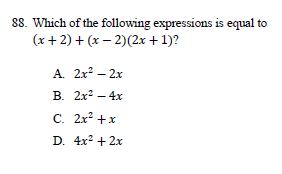 88. Which of the following expressions is equal to
(x + 2) + (x − 2)(2x + 1)?
A. 2x² − 2x
B. 2x² − 4x
C. 2x² + x
D. 4x² + 2x